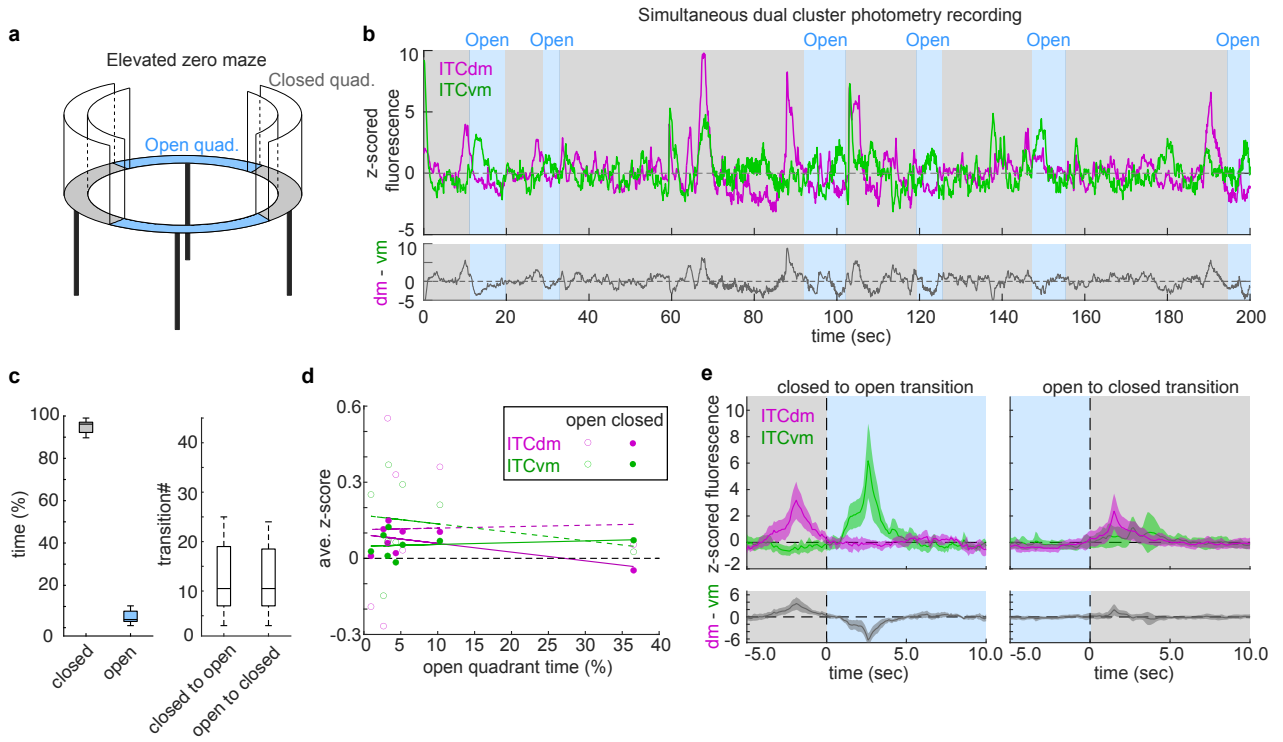 a
Elevated zero maze
Closed quad.
Open quad.
b
Simultaneous dual cluster photometry recording
Open Open Open Open Open Open
ITCdm
ITCvm
z-scored
fluorescence
10
5
0
-5
dm - vm
10
0
-5
0 20 40 60 80 100 120 140 160 180 200
time (sec)
c
time (%)
100
80
60
40
20
0
closed
open
transition#
40
30
20
10
0
closed to open
open to closed
d
ave. z-score
0.6
0.3
0
-0.3
0 5 10 15 20 25 30 35 40
open quadrant time (%)
open closed
ITCdm
ITCvm
e
closed to open transition
open to closed transition
ITCdm
ITCvm
z-scored fluorescence
10
8
6
4
2
0
-2
dm - vm
6
2
-2
-6
-5.0 0 5.0 10.0
time (sec)
-5.0 0 5.0 10.0
time (sec)